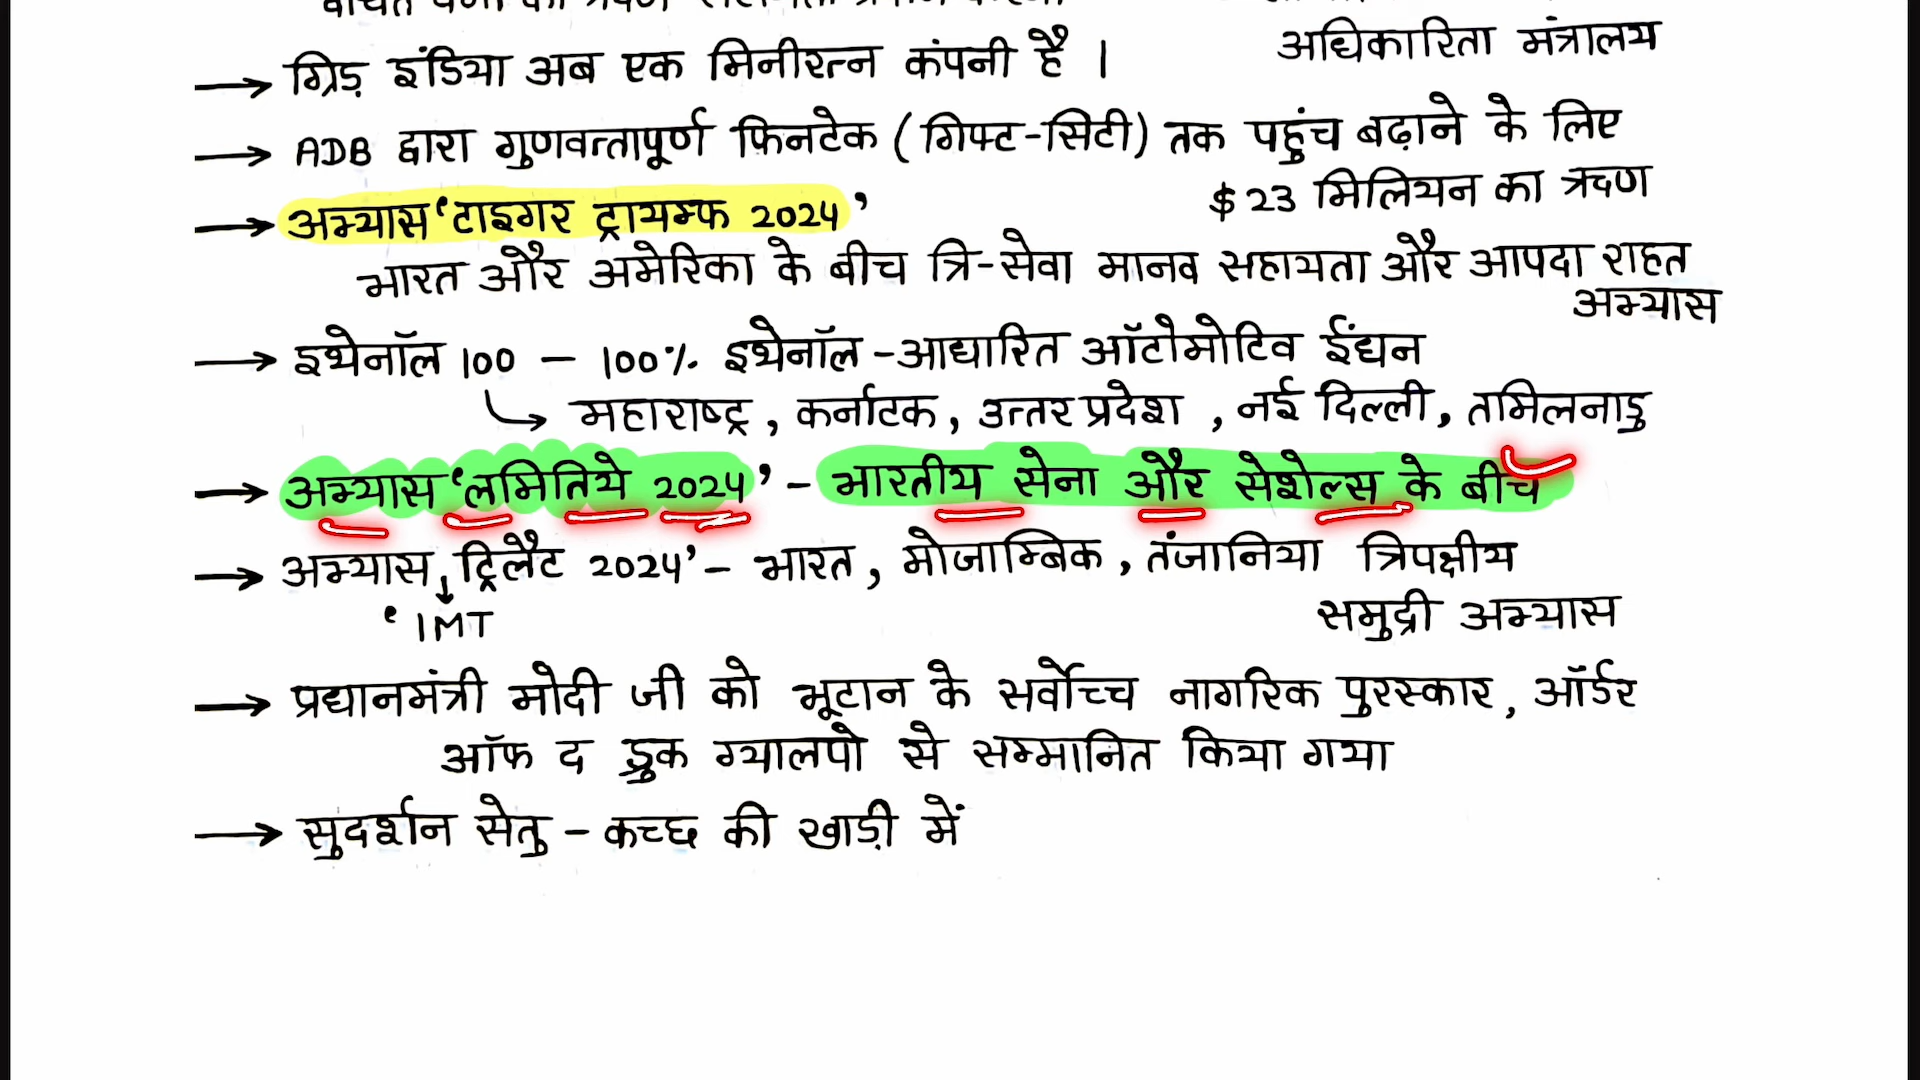 अधिकारिता मंत्रालय
→ ग्रिड़ इंडिया अब एक मिनीरत्न कंपनी है ।
→ ADB द्वारा गुणवत्तापूर्ण फ़िनटेक (गिफ्ट-सिटी) तक पहुंच बढ़ाने के लिए
$ 23 मिलियन का ऋण
→ अभ्यास ‘टाइगर ट्रायम्फ 2024’
भारत और अमेरिका के बीच त्रि-सेवा मानव सहायता और आपदा राहत
अभ्यास
→ इथेनॉल 100 – 100% इथेनॉल-आधारित ऑटोमोटिव ईंधन
↳ महाराष्ट्र, कर्नाटक, उत्तर प्रदेश, नई दिल्ली, तमिलनाडु
→ अभ्यास ‘लमितिये 2024’ – भारतीय सेना और सेशेल्स के बीच
→ अभ्यास, ट्रिलैट 2024’ – भारत, मोजाम्बिक, तंजानिया त्रिपक्षीय
‘IMT
समुद्री अभ्यास
→ प्रधानमंत्री मोदी जी को भूटान के सर्वोच्च नागरिक पुरस्कार, ऑर्डर
ऑफ द ड्रुक ग्यालपो से सम्मानित किया गया
→ सुदर्शन सेतु – कच्छ की खाड़ी में